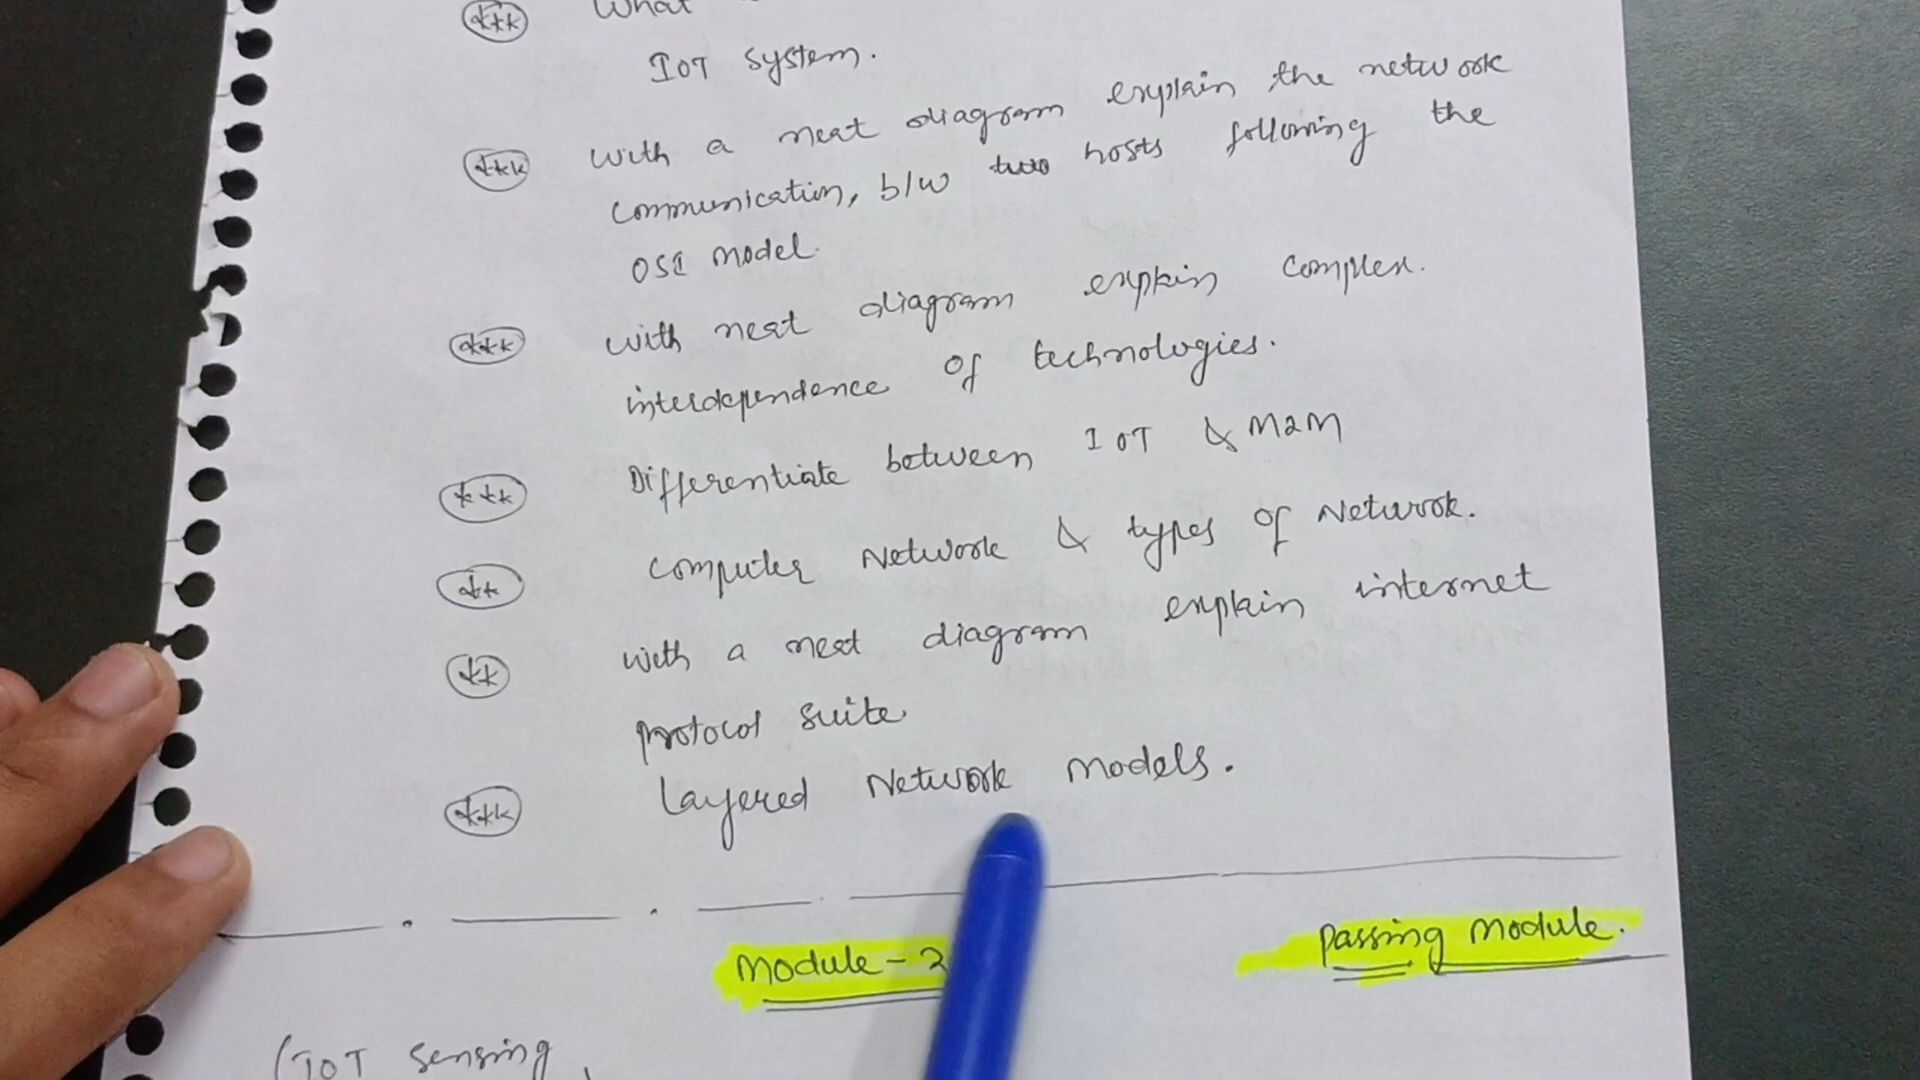 *** What
IOT system.
*** With a neat diagram explain the network
communication, b/w two hosts following the
OSI model.
*** With neat diagram explain complex.
interdependence of technologies.
*** Differentiate between IOT & M2M
** Computer Network & types of Network.
** With a neat diagram explain internet
protocol suite.
*** Layered Network Models.
Module-2 Passing Module.
(IOT Sensing